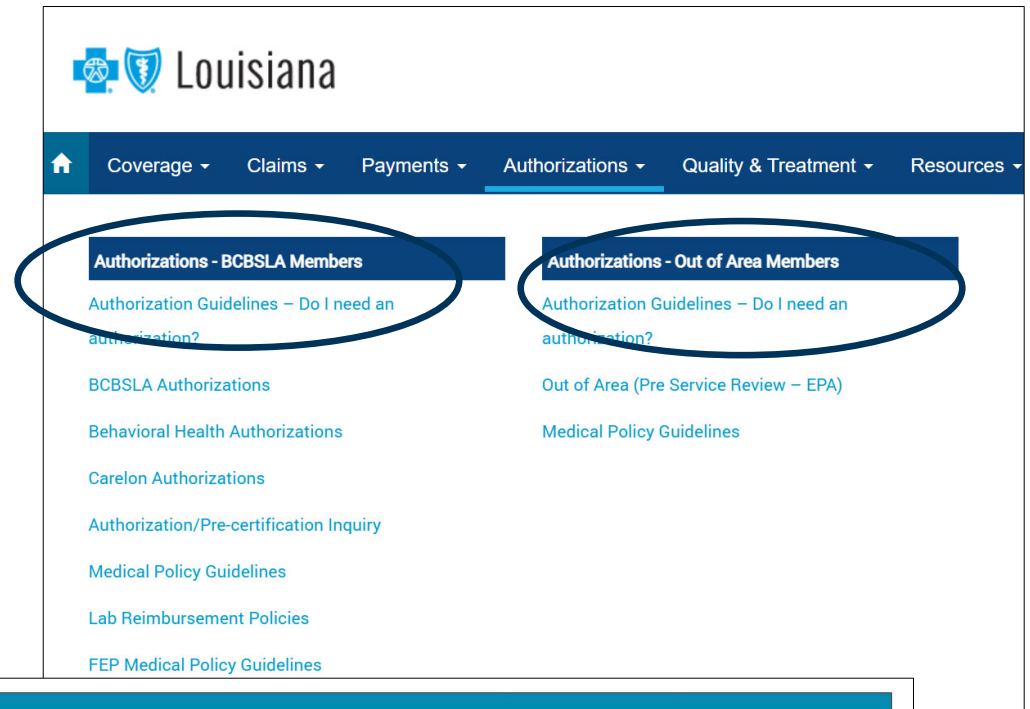 Louisiana
Coverage Claims Payments Authorizations Quality & Treatment Resources
Authorizations - BCBSLA Members
Authorization Guidelines – Do I need an
authorization?
BCBSLA Authorizations
Behavioral Health Authorizations
Carelon Authorizations
Authorization/Pre-certification Inquiry
Medical Policy Guidelines
Lab Reimbursement Policies
FEP Medical Policy Guidelines
Authorizations - Out of Area Members
Authorization Guidelines – Do I need an
authorization?
Out of Area (Pre Service Review – EPA)
Medical Policy Guidelines